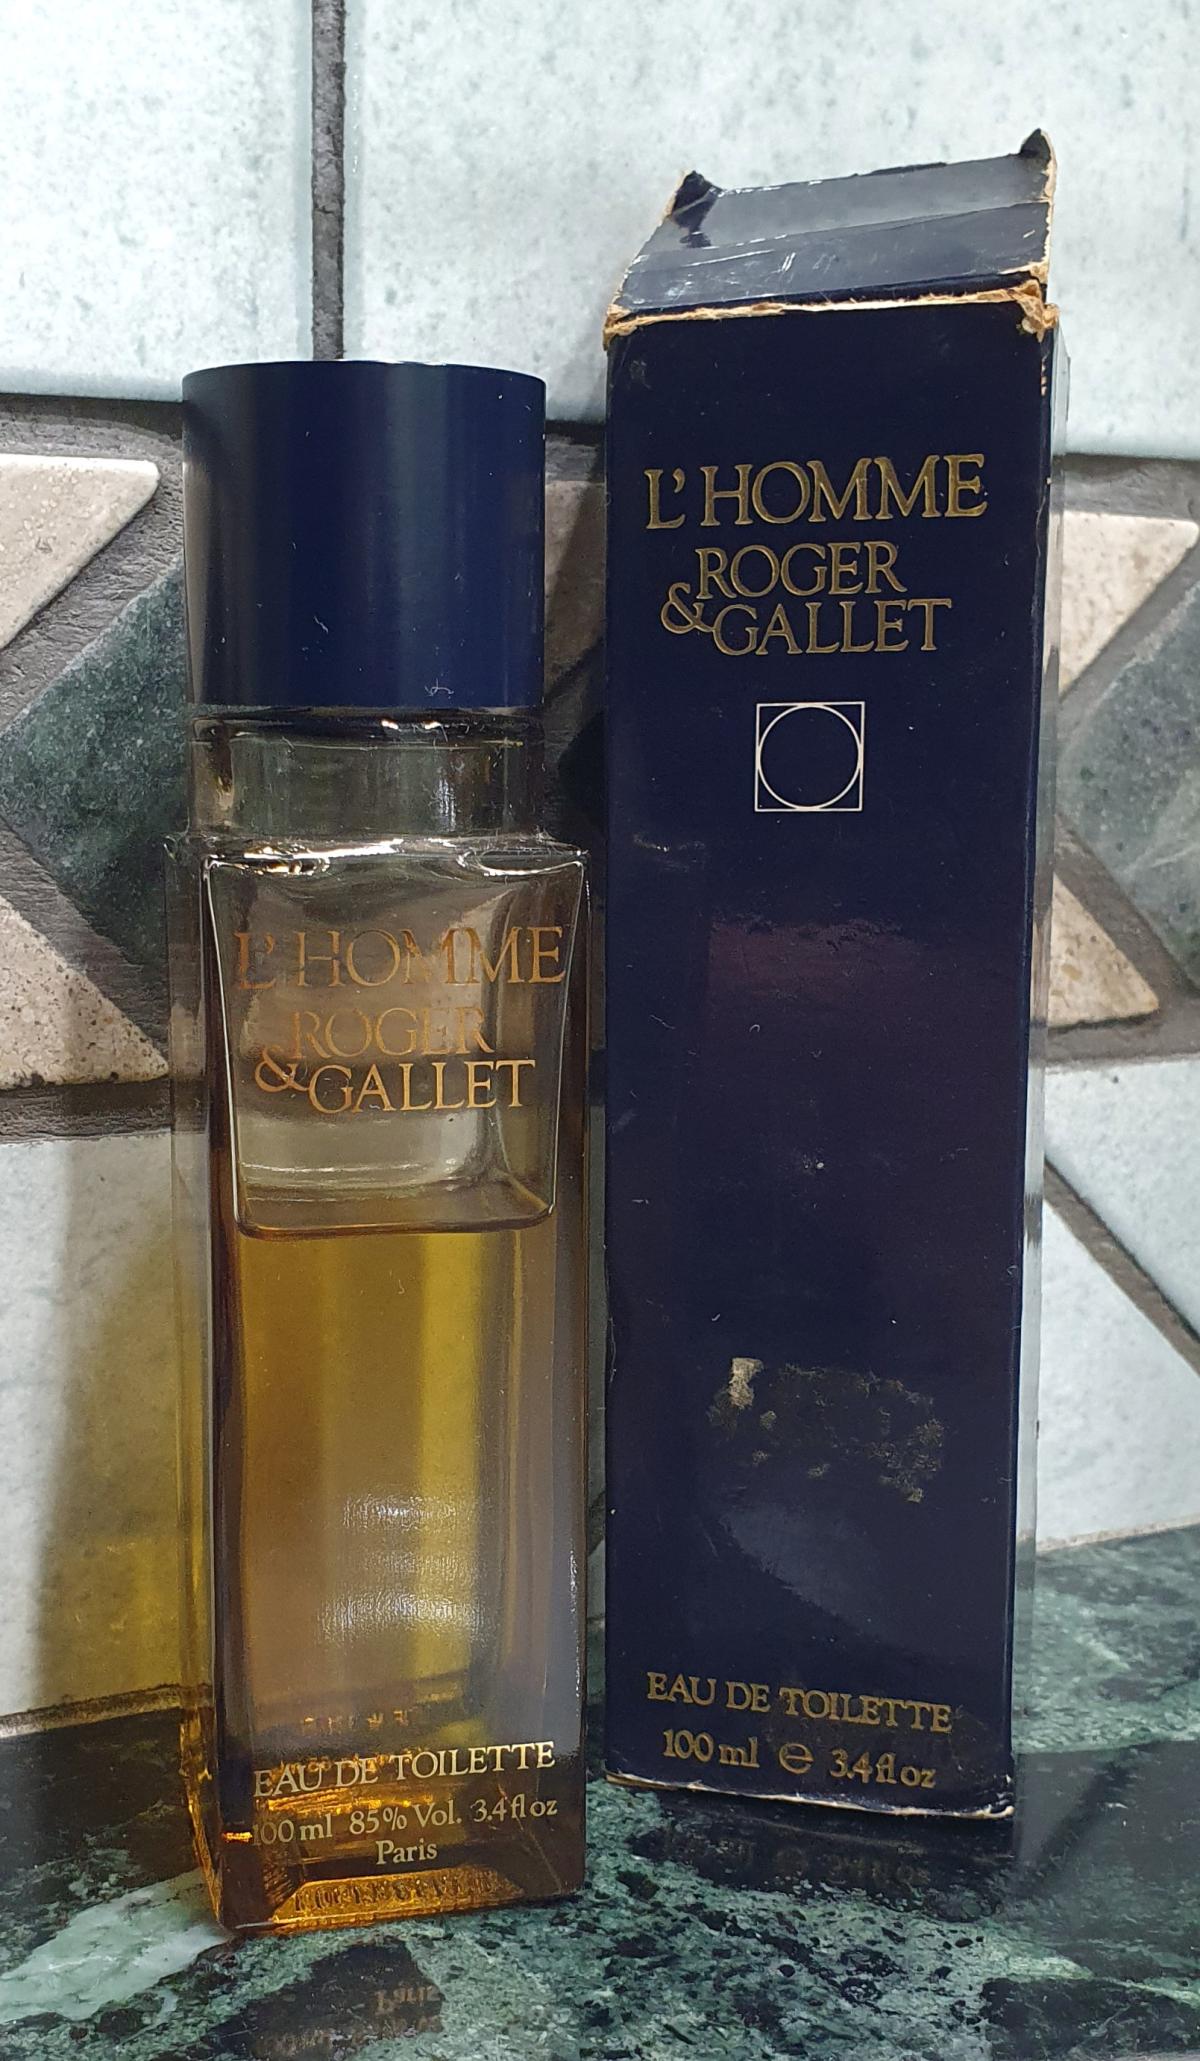 L'HOMME
ROGER
&GALLET
EAU DE TOILETTE
100 ml 85% Vol. 3.4 fl oz
Paris
L'HOMME
ROGER
&GALLET
EAU DE TOILETTE
100 ml e 3.4 fl oz